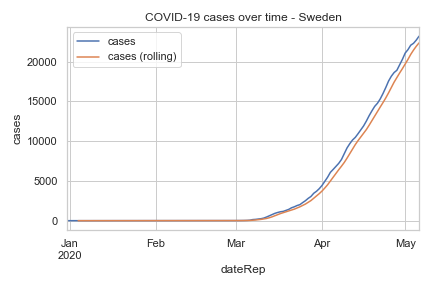 COVID-19 cases over time - Sweden
cases
cases (rolling)
20000
15000
10000
5000
0
cases
Jan
2020
Feb
Mar
Apr
May
dateRep